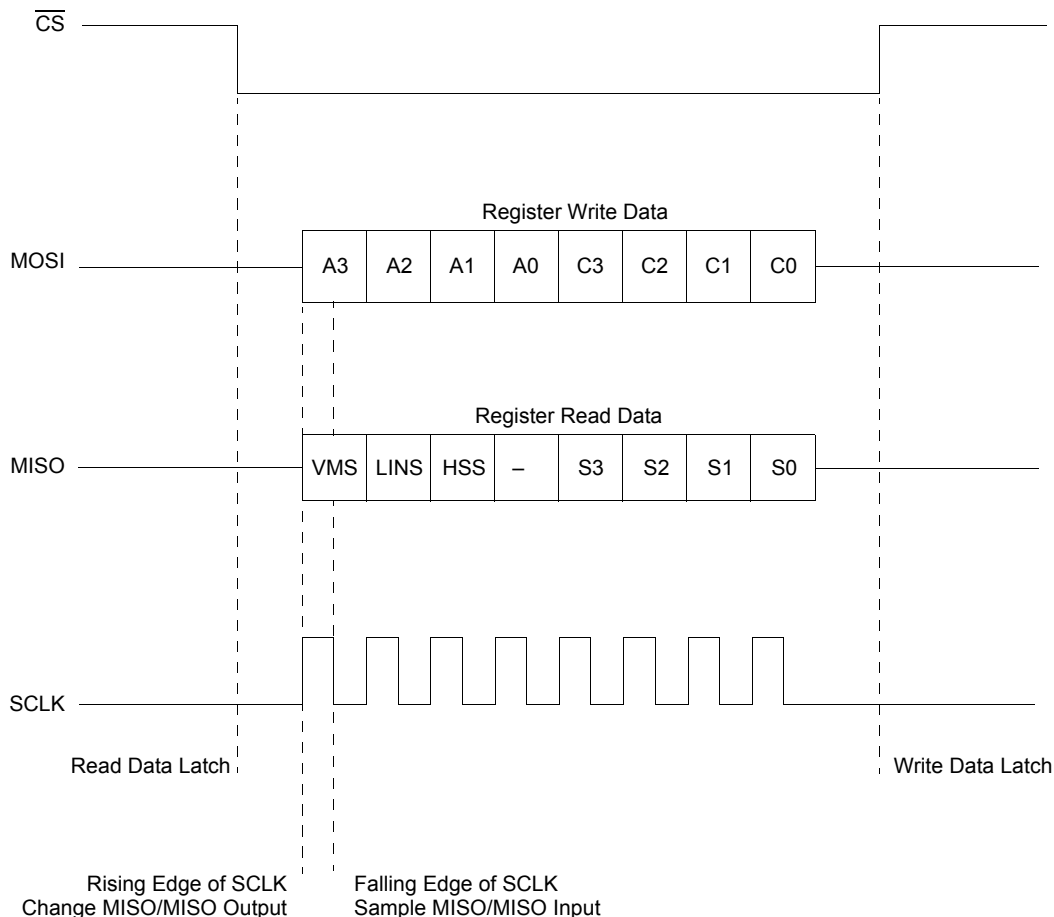 CS
Register Write Data
MOSI
A3 A2 A1 A0 C3 C2 C1 C0
Register Read Data
MISO
VMS LINS HSS – S3 S2 S1 S0
SCLK
Read Data Latch
Write Data Latch
Rising Edge of SCLK
Change MISO/MISO Output
Falling Edge of SCLK
Sample MISO/MISO Input